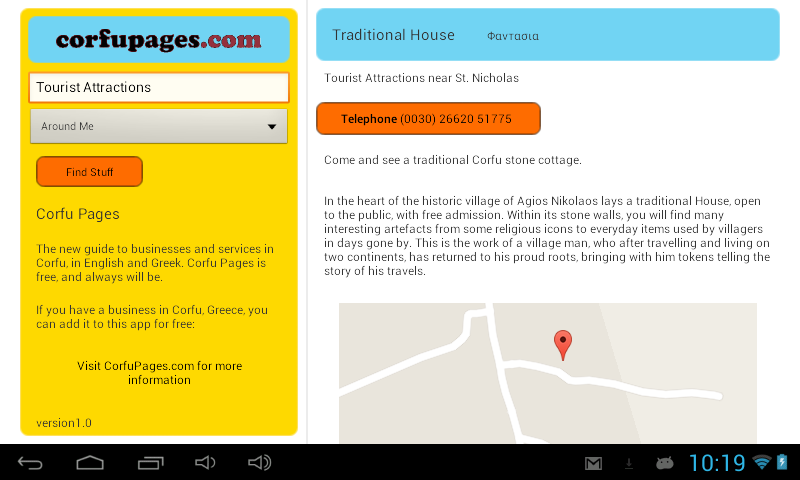 corfupages.com
Tourist Attractions
Around Me
Find Stuff
Corfu Pages
The new guide to businesses and services in
Corfu, in English and Greek. Corfu Pages is
free, and always will be.
If you have a business in Corfu, Greece, you
can add it to this app for free:
Visit CorfuPages.com for more
information
version1.0
Traditional House Φαντασια
Tourist Attractions near St. Nicholas
Telephone (0030) 26620 51775
Come and see a traditional Corfu stone cottage.
In the heart of the historic village of Agios Nikolaos lays a traditional House, open
to the public, with free admission. Within its stone walls, you will find many
interesting artefacts from some religious icons to everyday items used by villagers
in days gone by. This is the work of a village man, who after travelling and living on
two continents, has returned to his proud roots, bringing with him tokens telling the
story of his travels.
10:19